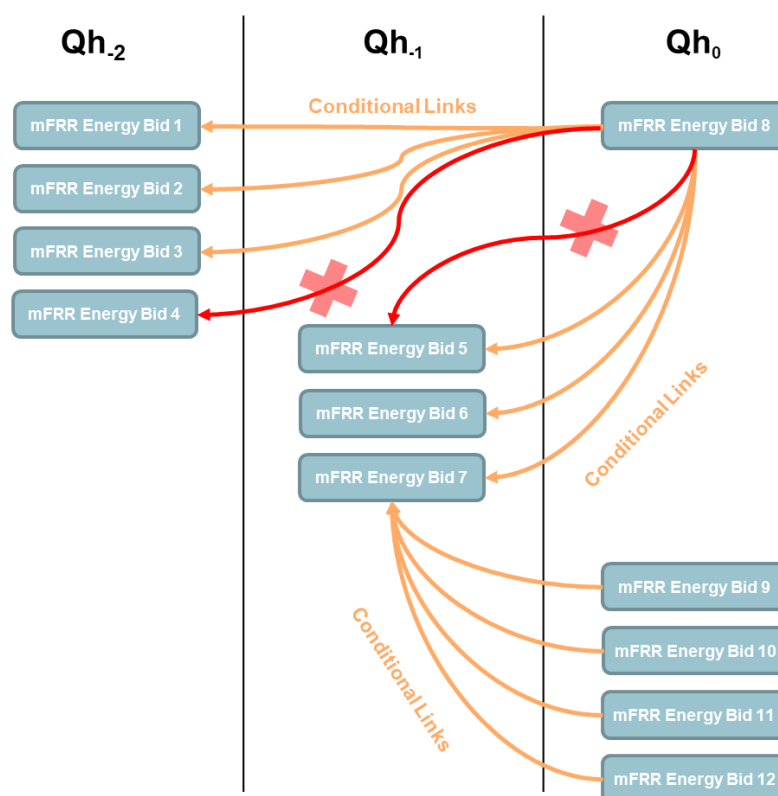 Qh-2
Qh-1
Qh0
Conditional Links
mFRR Energy Bid 1
mFRR Energy Bid 8
mFRR Energy Bid 2
mFRR Energy Bid 3
mFRR Energy Bid 4
mFRR Energy Bid 5
mFRR Energy Bid 6
mFRR Energy Bid 7
Conditional Links
mFRR Energy Bid 9
Conditional Links
mFRR Energy Bid 10
mFRR Energy Bid 11
mFRR Energy Bid 12